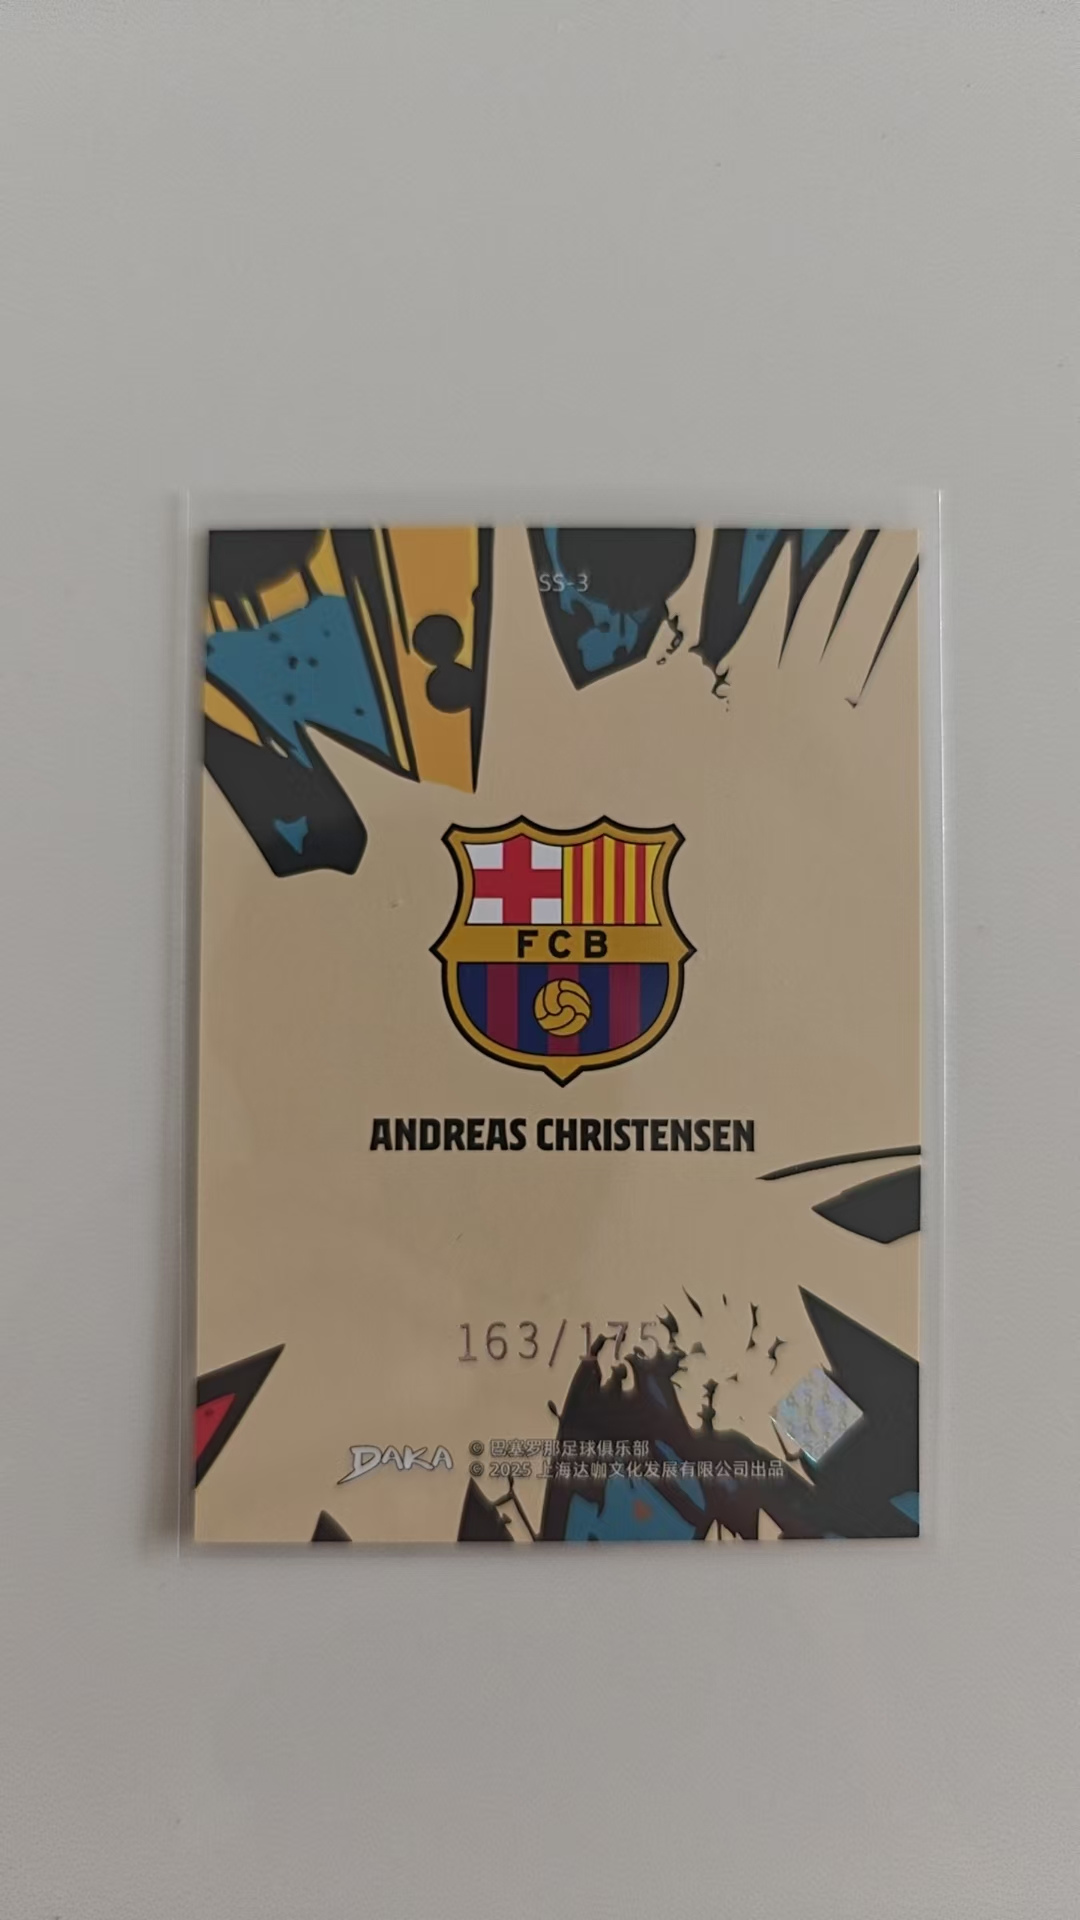 SS-3
FCB
ANDREAS CHRISTENSEN
163/175
DAKA
© 巴塞罗那足球俱乐部
© 2025 上海达咖文化发展有限公司出品